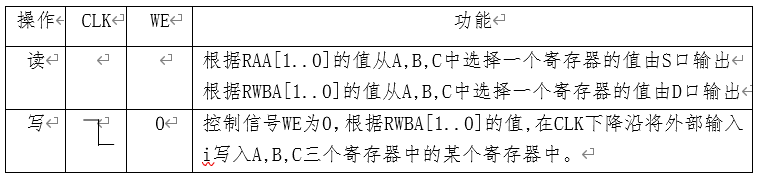 操作 CLK WE 功能
读 根据RAA[1..0]的值从A,B,C中选择一个寄存器的值由S口输出
根据RWBA[1..0]的值从A,B,C中选择一个寄存器的值由D口输出
写 0 控制信号WE为0,根据RWBA[1..0]的值,在CLK下降沿将外部输入
i写入A,B,C三个寄存器中的某个寄存器中。